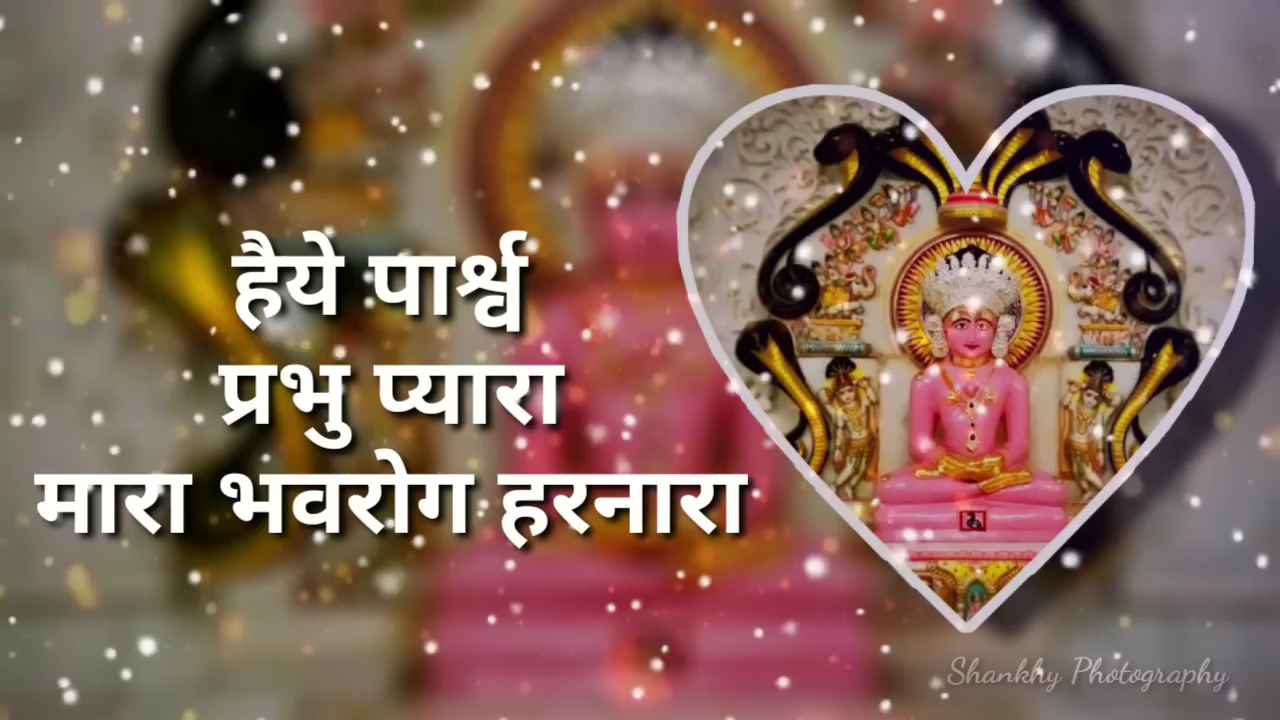 हैये पार्श्व
प्रभु प्यारा
मारा भवरोग हरनारा
Shankhy Photography